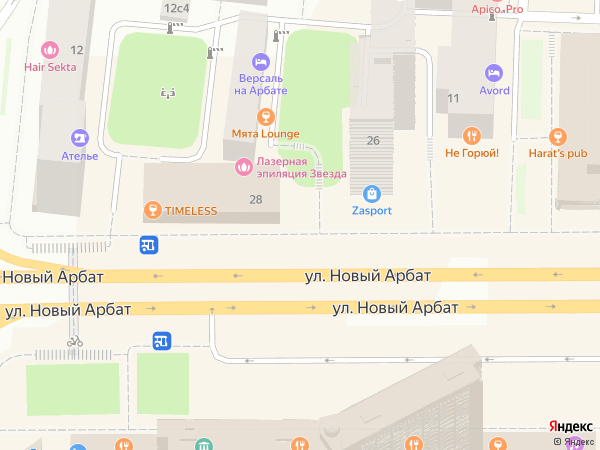 12с4
Apico.Pro
12
Hair Sekta
Версаль
на Арбате
11
Avord
Ателье
Мята Lounge
26
Не Горюй!
Harat's pub
Лазерная
эпиляция Звезда
TIMELESS
28
Zasport
Новый Арбат
ул. Новый Арбат
ул. Новый Арбат
ул. Новый Арбат
Яндекс
© Яндекс